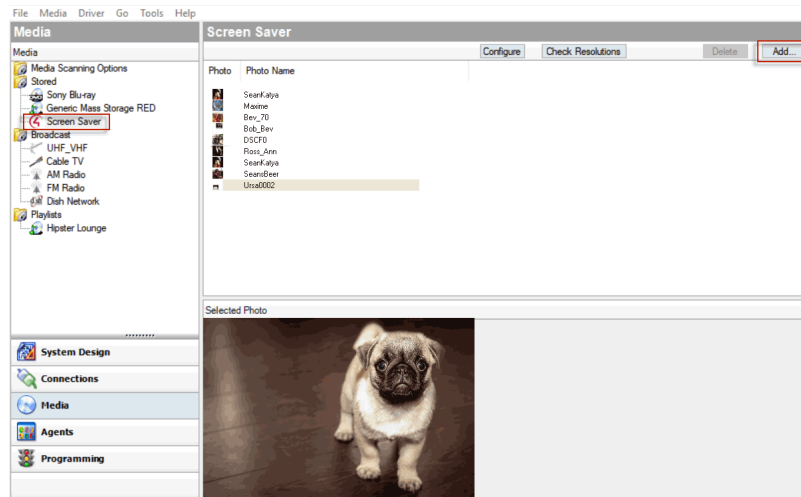 File Media Driver Go Tools Help
Media
Screen Saver
Media
Configure Check Resolutions Delete Add...
Media Scanning Options
Stored
Sony Blu-ray
Generic Mass Storage RED
Screen Saver
Broadcast
UHF_VHF
Cable TV
AM Radio
FM Radio
Dish Network
Playlists
Hipster Lounge
Photo Photo Name
SeanKatya
Maxime
Bev_70
Bob_Bev
DSCF0
Ross_Ann
SeanKatya
SeansBeer
Ursa0002
Selected Photo
System Design
Connections
Media
Agents
Programming